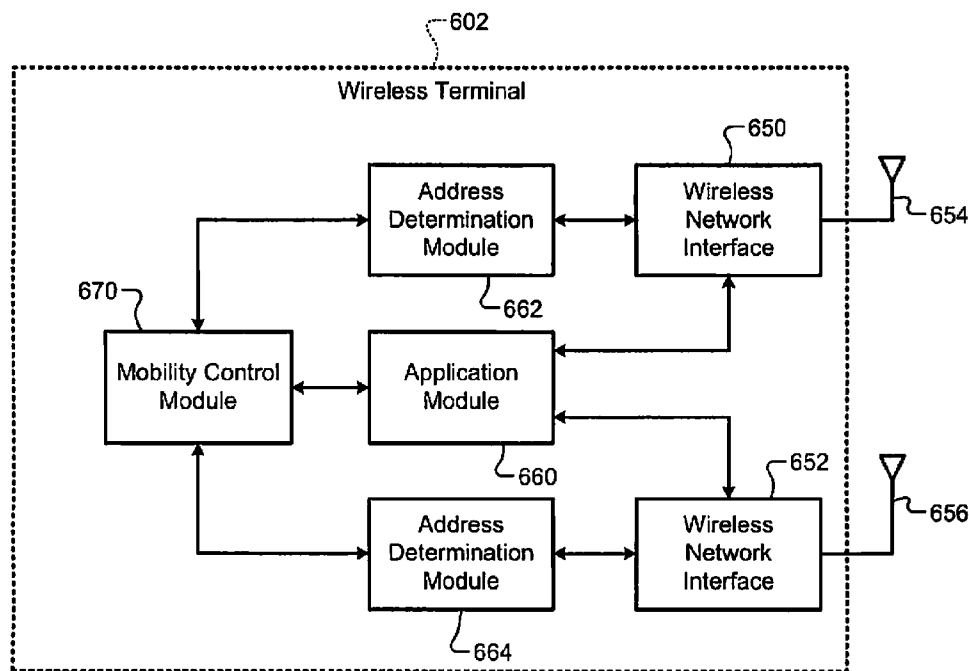 602
Wireless Terminal
650
Address
Determination
Module
Wireless
Network
Interface
654
662
670
Mobility Control
Module
Application
Module
660
652
656
Address
Determination
Module
Wireless
Network
Interface
664